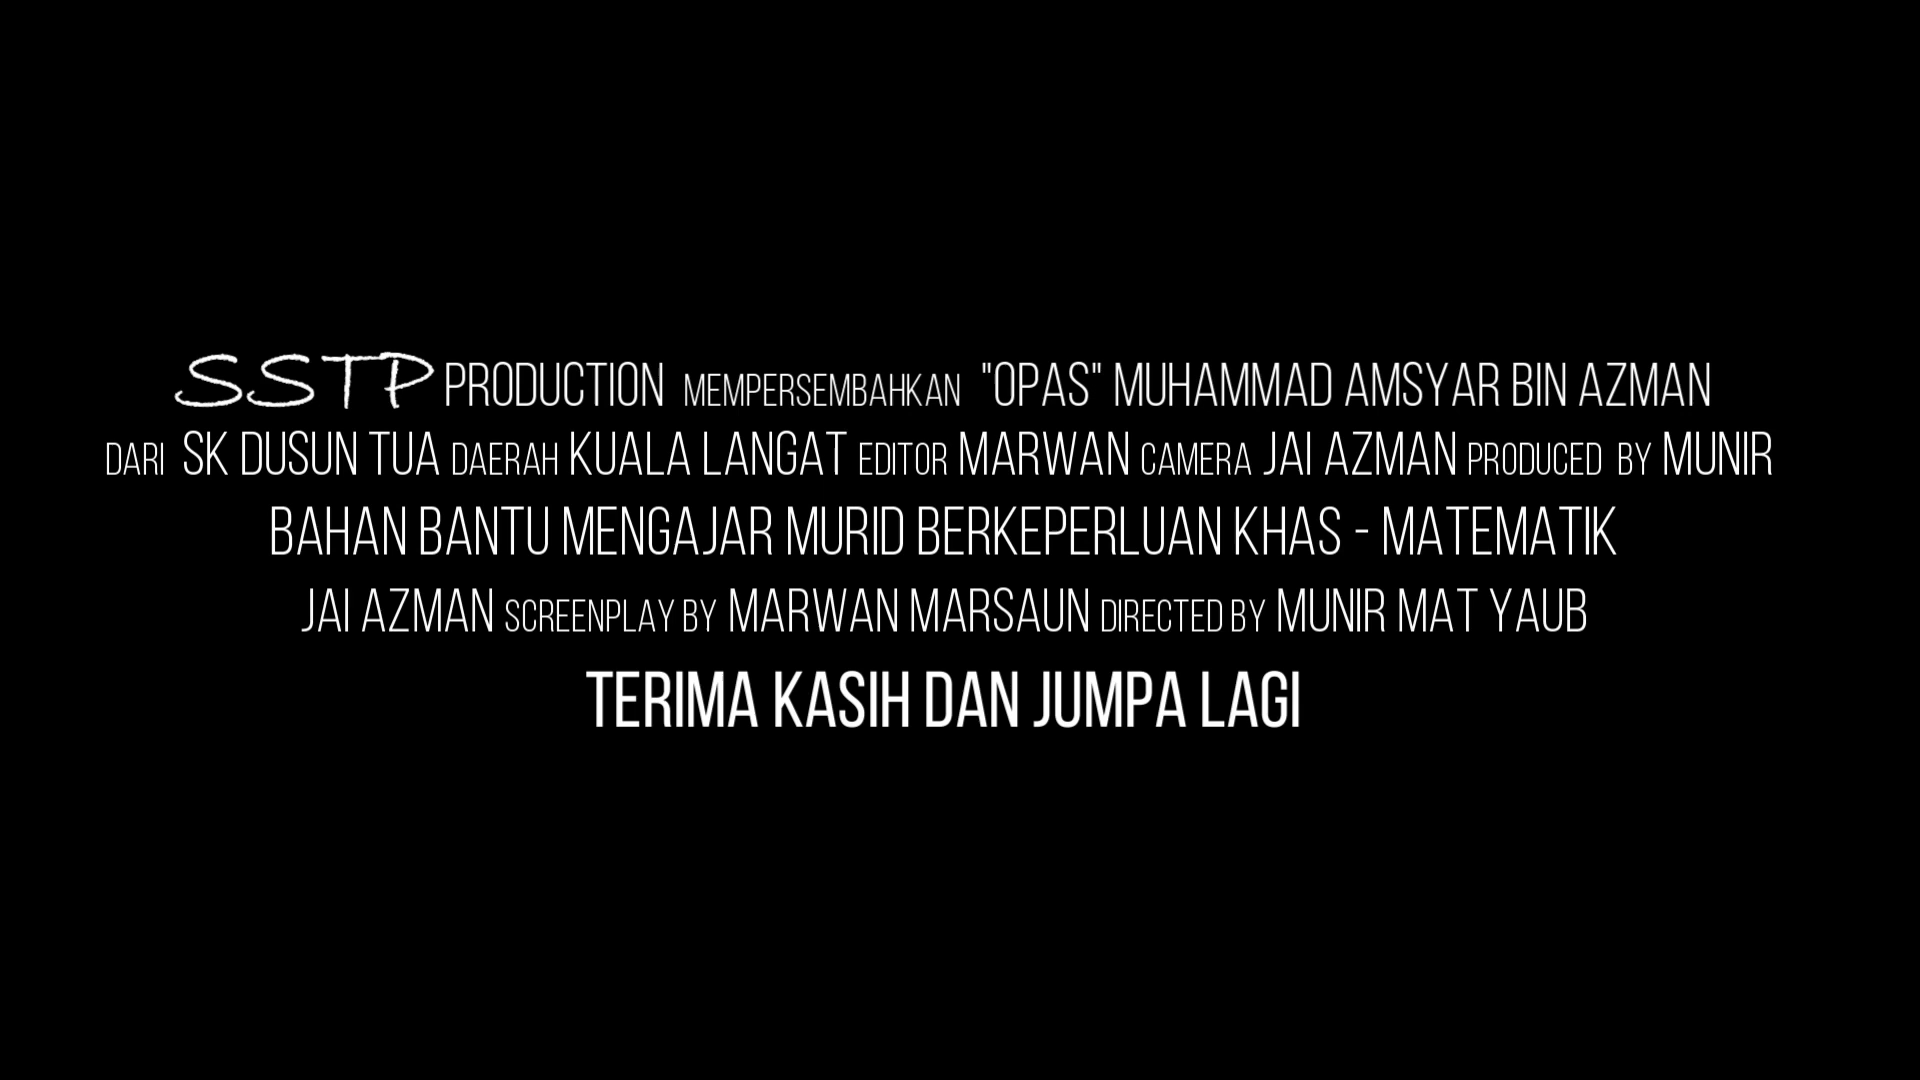 SSTP PRODUCTION MEMPERSEMBAHKAN "OPAS" MUHAMMAD AMSYAR BIN AZMAN
DARI SK DUSUN TUA DAERAH KUALA LANGAT EDITOR MARWAN CAMERA JAI AZMAN PRODUCED BY MUNIR
BAHAN BANTU MENGAJAR MURID BERKEPERLUAN KHAS - MATEMATIK
JAI AZMAN SCREENPLAY BY MARWAN MARSAUN DIRECTED BY MUNIR MAT YAUB
TERIMA KASIH DAN JUMPA LAGI